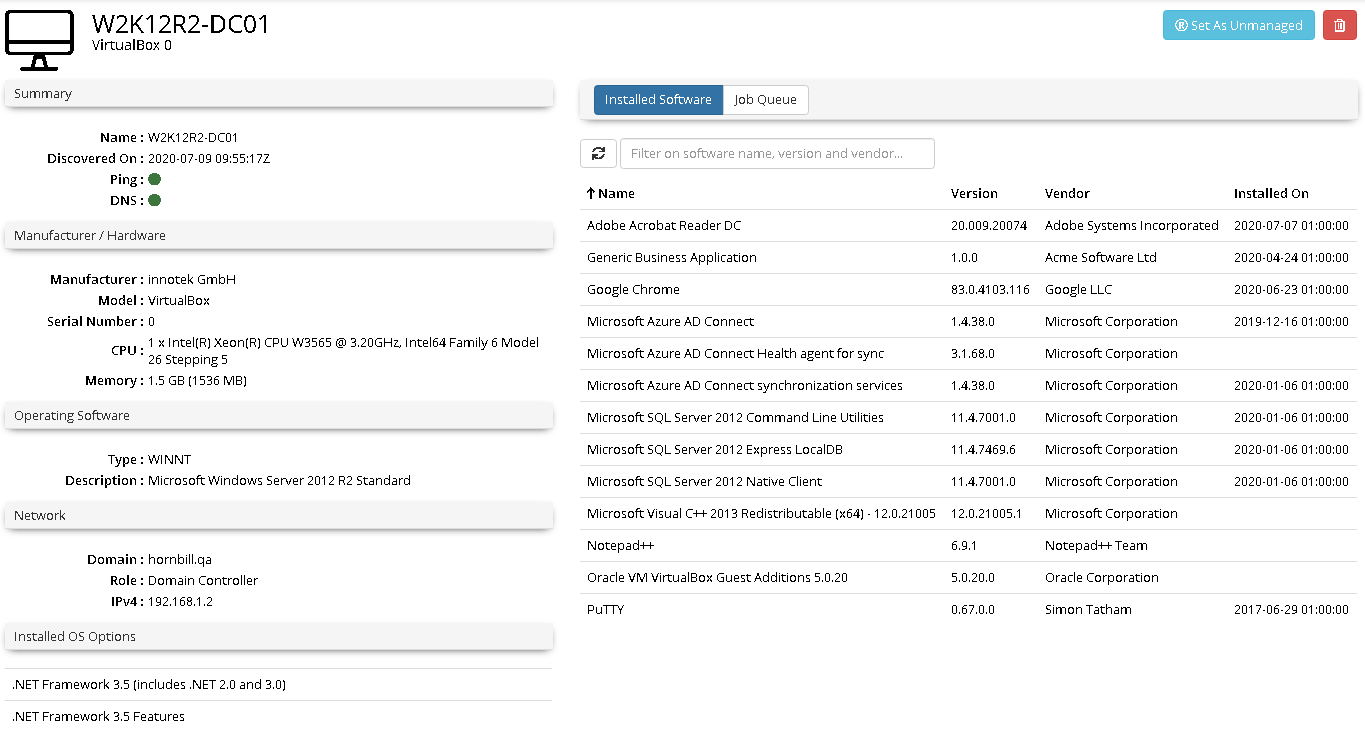 W2K12R2-DC01
VirtualBox 0
® Set As Unmanaged
Summary
Name : W2K12R2-DC01
Discovered On : 2020-07-09 09:55:17Z
Ping :
DNS :
Manufacturer / Hardware
Manufacturer : innotek GmbH
Model : VirtualBox
Serial Number : 0
CPU : 1 x Intel(R) Xeon(R) CPU W3565 @ 3.20GHz, Intel64 Family 6 Model
26 Stepping 5
Memory : 1.5 GB (1536 MB)
Operating Software
Type : WINNT
Description : Microsoft Windows Server 2012 R2 Standard
Network
Domain : hornbill.qa
Role : Domain Controller
IPv4 : 192.168.1.2
Installed OS Options
.NET Framework 3.5 (includes .NET 2.0 and 3.0)
.NET Framework 3.5 Features
Installed Software Job Queue
Filter on software name, version and vendor...
Name Version Vendor Installed On
Adobe Acrobat Reader DC 20.009.20074 Adobe Systems Incorporated 2020-07-07 01:00:00
Generic Business Application 1.0.0 Acme Software Ltd 2020-04-24 01:00:00
Google Chrome 83.0.4103.116 Google LLC 2020-06-23 01:00:00
Microsoft Azure AD Connect 1.4.38.0 Microsoft Corporation 2019-12-16 01:00:00
Microsoft Azure AD Connect Health agent for sync 3.1.68.0 Microsoft Corporation
Microsoft Azure AD Connect synchronization services 1.4.38.0 Microsoft Corporation 2020-01-06 01:00:00
Microsoft SQL Server 2012 Command Line Utilities 11.4.7001.0 Microsoft Corporation 2020-01-06 01:00:00
Microsoft SQL Server 2012 Express LocalDB 11.4.7469.6 Microsoft Corporation 2020-01-06 01:00:00
Microsoft SQL Server 2012 Native Client 11.4.7001.0 Microsoft Corporation 2020-01-06 01:00:00
Microsoft Visual C++ 2013 Redistributable (x64) - 12.0.21005 12.0.21005.1 Microsoft Corporation
Notepad++ 6.9.1 Notepad++ Team
Oracle VM VirtualBox Guest Additions 5.0.20 5.0.20.0 Oracle Corporation
PuTTY 0.67.0.0 Simon Tatham 2017-06-29 01:00:00